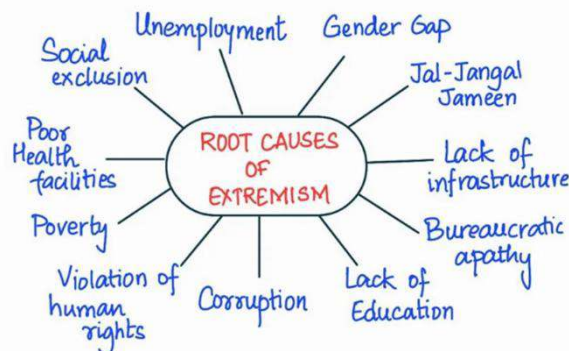 ROOT CAUSES
OF
EXTREMISM
Unemployment
Gender Gap
Jal-Jangal
Jameen
Lack of
infrastructure
Bureaucratic
apathy
Lack of
Education
Corruption
Violation of
human
rights
Poverty
Poor
Health
facilities
Social
exclusion